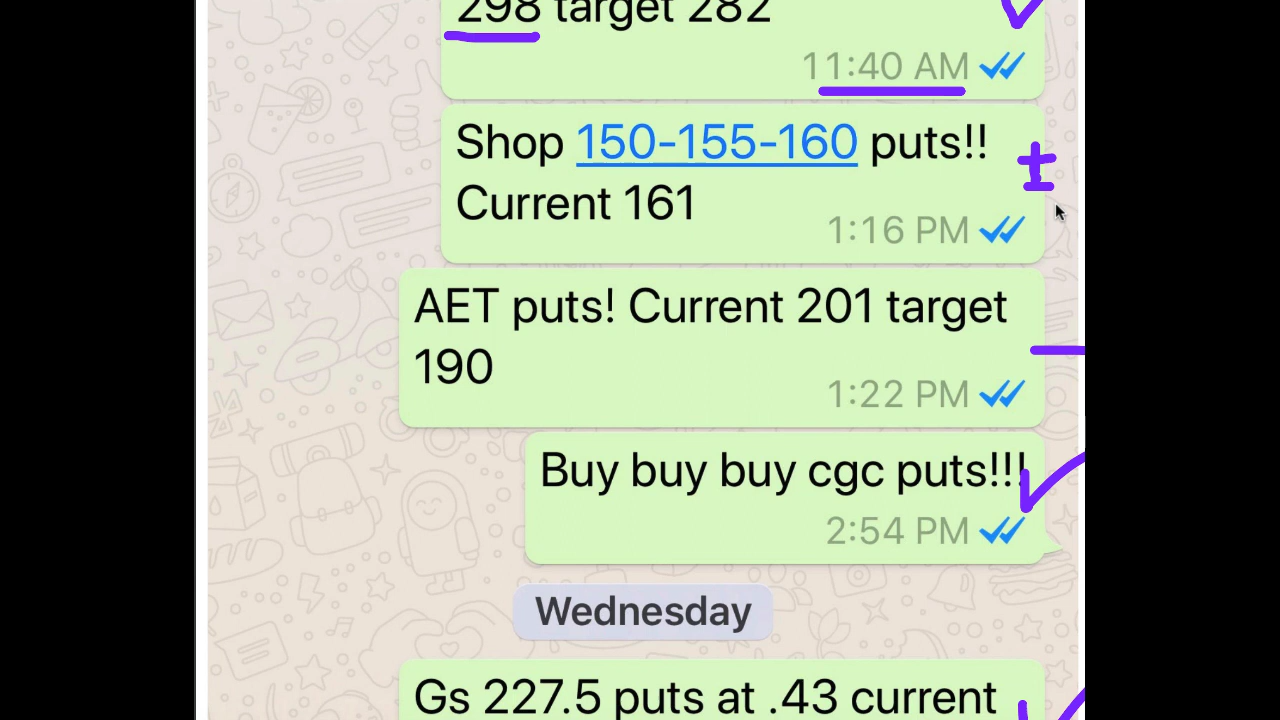 298 target 282
11:40 AM
Shop 150-155-160 puts!!
Current 161
1:16 PM
AET puts! Current 201 target
190
1:22 PM
Buy buy buy cgc puts!!!
2:54 PM
Wednesday
Gs 227.5 puts at .43 current